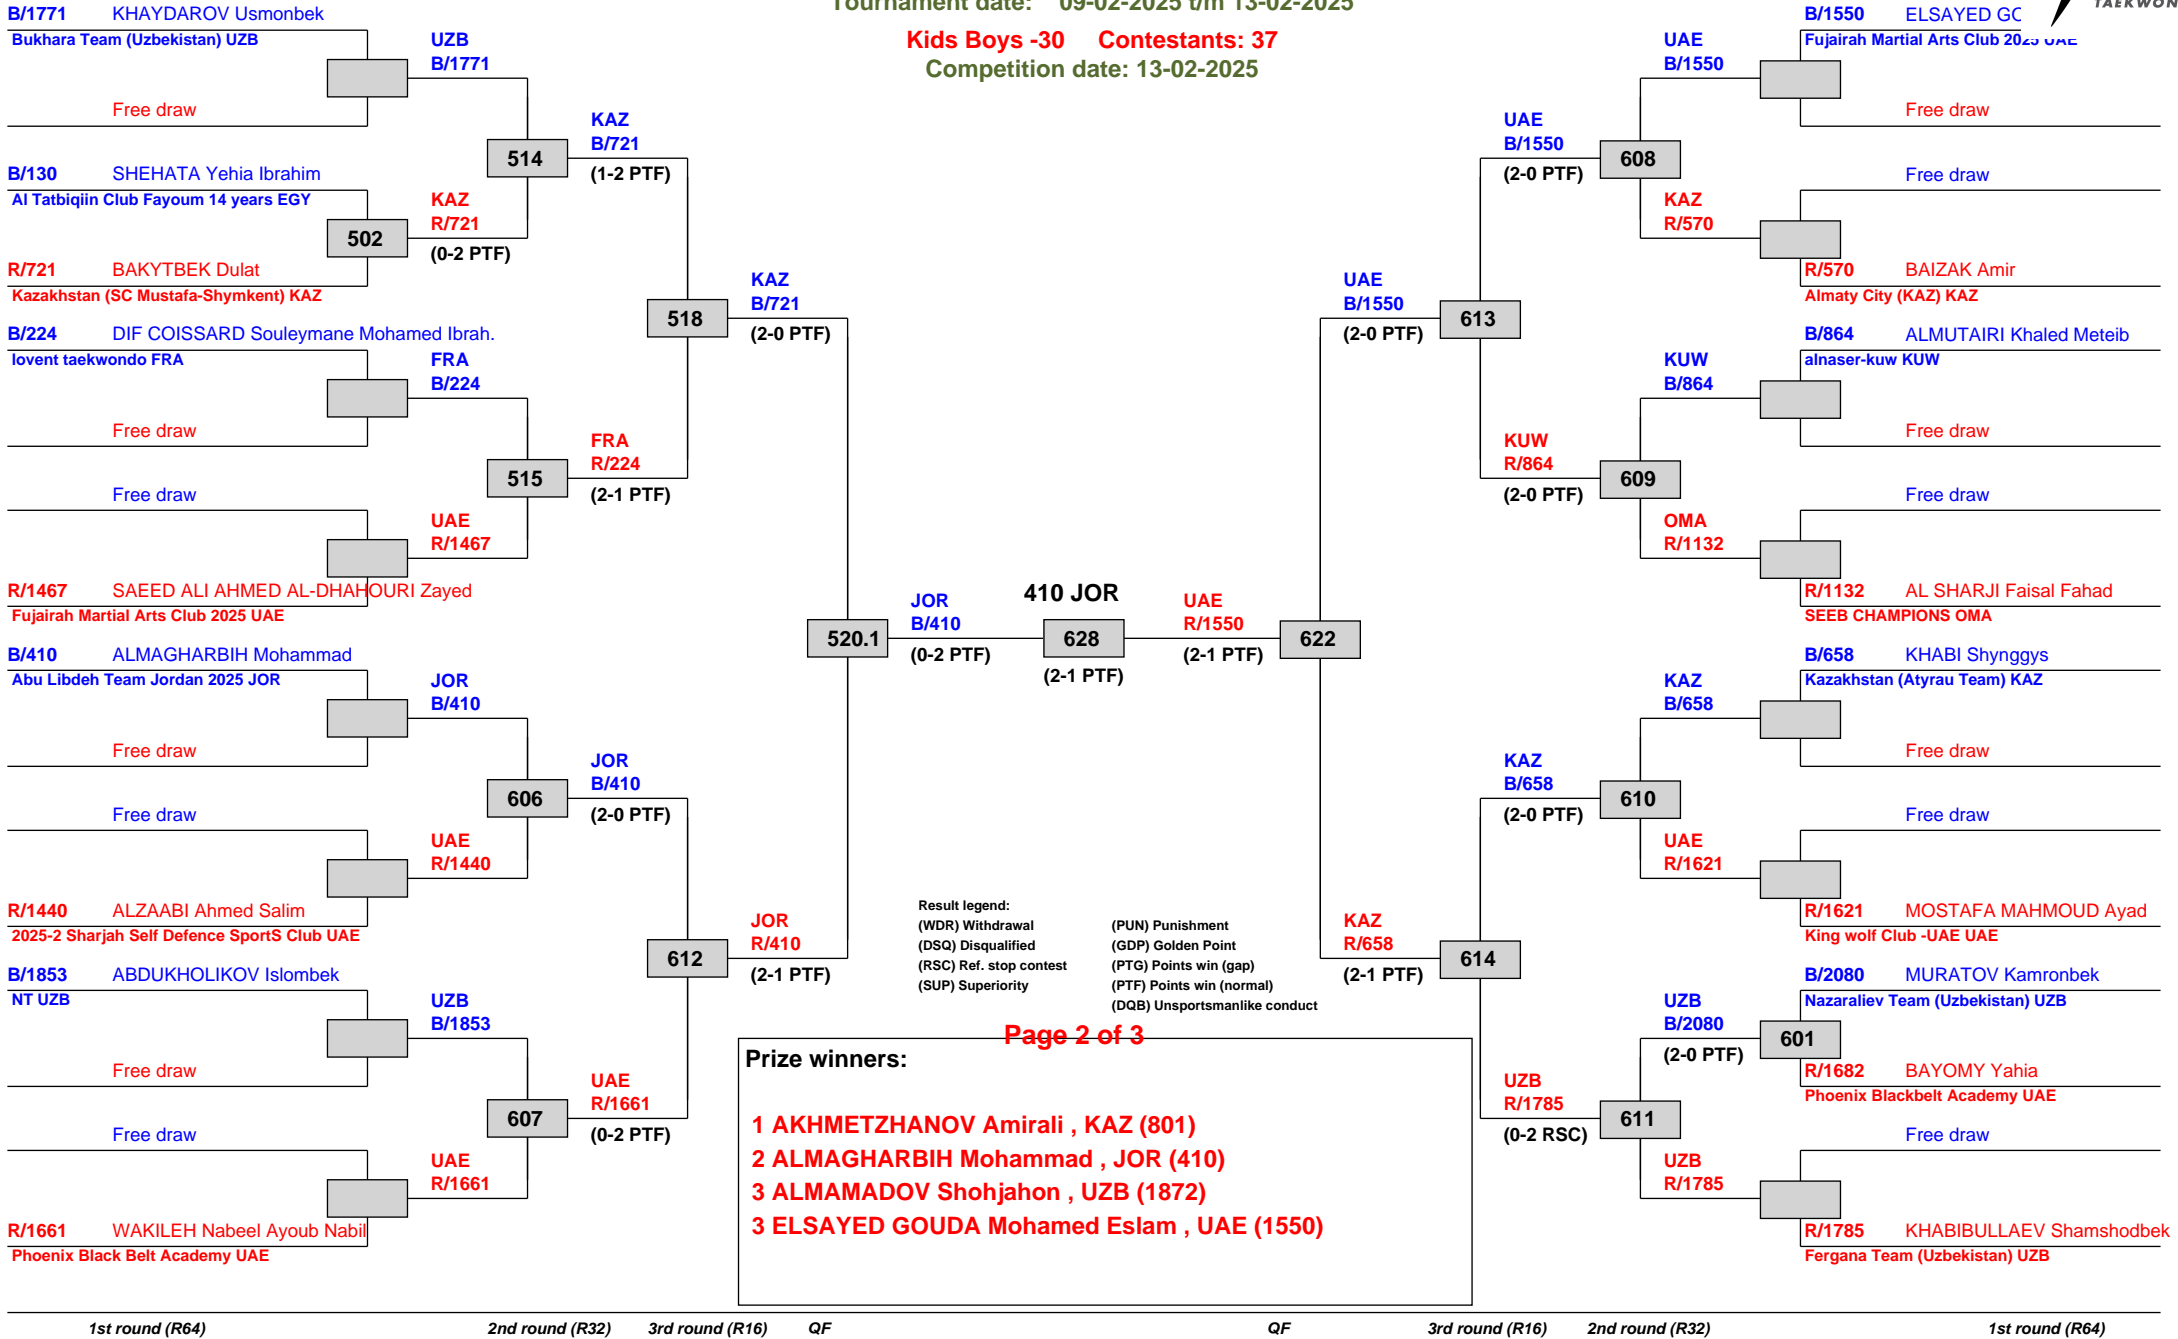 Tournament date: 09-02-2025 t/m 13-02-2025
Kids Boys -30 Contestants: 37
Competition date: 13-02-2025
TAEKWON
B/1771 KHAYDAROV Usmonbek
Bukhara Team (Uzbekistan) UZB
Free draw
B/130 SHEHATA Yehia Ibrahim
Al Tatbiqiin Club Fayoum 14 years EGY
502
R/721 BAKYTBEK Dulat
Kazakhstan (SC Mustafa-Shymkent) KAZ
B/224 DIF COISSARD Souleymane Mohamed Ibrah.
lovent taekwondo FRA
Free draw
Free draw
R/1467 SAEED ALI AHMED AL-DHAHOURI Zayed
Fujairah Martial Arts Club 2025 UAE
B/410 ALMAGHARBIH Mohammad
Abu Libdeh Team Jordan 2025 JOR
Free draw
Free draw
R/1440 ALZAABI Ahmed Salim
2025-2 Sharjah Self Defence SportS Club UAE
B/1853 ABDUKHOLIKOV Islombek
NT UZB
Free draw
Free draw
R/1661 WAKILEH Nabeel Ayoub Nabil
Phoenix Black Belt Academy UAE
UZB
B/1771
514
KAZ
R/721
(0-2 PTF)
FRA
B/224
515
UAE
R/1467
JOR
B/410
606
UAE
R/1440
UZB
B/1853
607
UAE
R/1661
KAZ
B/721
(1-2 PTF)
518
FRA
R/224
(2-1 PTF)
JOR
B/410
(2-0 PTF)
612
UAE
R/1661
(0-2 PTF)
KAZ
B/721
(2-0 PTF)
520.1
JOR
R/410
(2-1 PTF)
JOR
B/410
(0-2 PTF)
410 JOR
628
(2-1 PTF)
UAE
R/1550
(2-1 PTF)
622
UAE
B/1550
(2-0 PTF)
KAZ
R/658
(2-1 PTF)
UAE
B/1550
(2-0 PTF)
613
KUW
R/864
(2-0 PTF)
KAZ
B/658
(2-0 PTF)
614
UZB
R/1785
(0-2 RSC)
UAE
B/1550
608
KAZ
R/570
KUW
B/864
609
OMA
R/1132
KAZ
B/658
610
UAE
R/1621
UZB
B/2080
(2-0 PTF)
611
UZB
R/1785
B/1550 ELSAYED
Fujairah Martial Arts Club 2025 UAE
Free draw
Free draw
R/570 BAIZAK Amir
Almaty City (KAZ) KAZ
B/864 ALMUTAIRI Khaled Meteib
alnaser-kuw KUW
Free draw
Free draw
R/1132 AL SHARJI Faisal Fahad
SEEB CHAMPIONS OMA
B/658 KHABI Shynggys
Kazakhstan (Atyrau Team) KAZ
Free draw
Free draw
R/1621 MOSTAFA MAHMOUD Ayad
King wolf Club -UAE UAE
B/2080 MURATOV Kamronbek
Nazaraliev Team (Uzbekistan) UZB
601
R/1682 BAYOMY Yahia
Phoenix Blackbelt Academy UAE
Free draw
R/1785 KHABIBULLAEV Shamshodbek
Fergana Team (Uzbekistan) UZB
Result legend:
(WDR) Withdrawal (PUN) Punishment
(DSQ) Disqualified (GDP) Golden Point
(RSC) Ref. stop contest (PTG) Points win (gap)
(SUP) Superiority (PTF) Points win (normal)
(DQB) Unsportsmanlike conduct
Page 2 of 3
Prize winners:
1 AKHMETZHANOV Amirali , KAZ (801)
2 ALMAGHARBIH Mohammad , JOR (410)
3 ALMAMADOV Shohjahon , UZB (1872)
3 ELSAYED GOUDA Mohamed Eslam , UAE (1550)
1st round (R64) 2nd round (R32) 3rd round (R16) QF QF 3rd round (R16) 2nd round (R32) 1st round (R64)